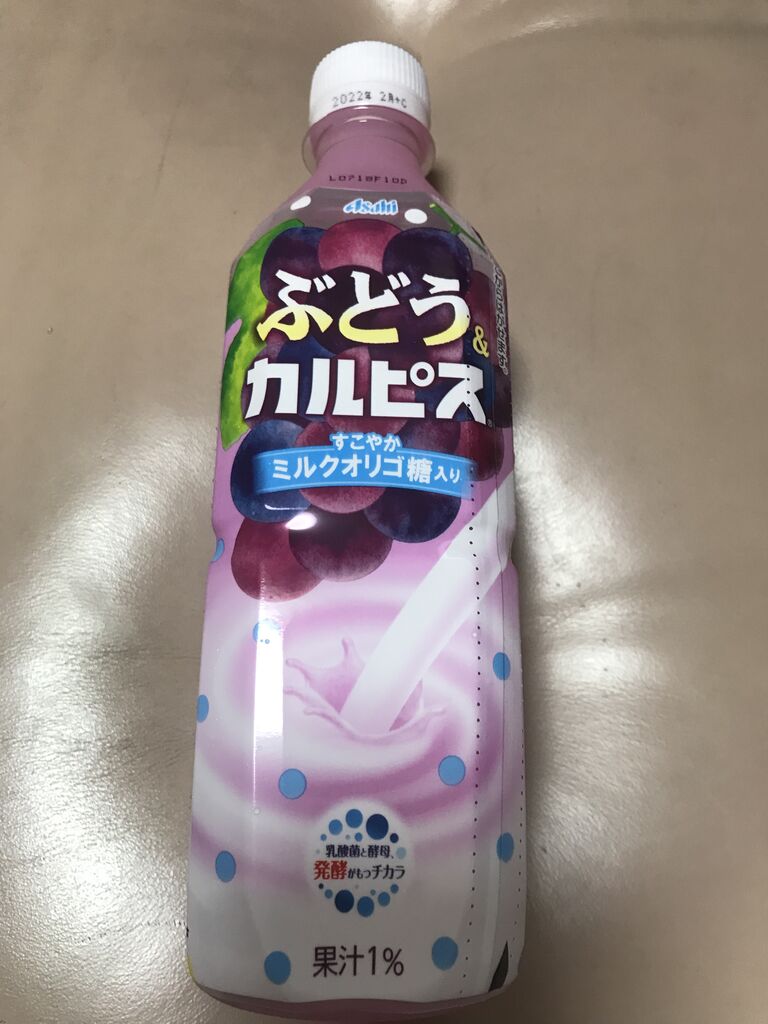 2022年 2月+C
L0718F10D
Asahi
ぶどう
&
カルピス®
すこやか
ミルクオリゴ糖入り
乳酸菌と酵母、
発酵がもつチカラ
果汁1%